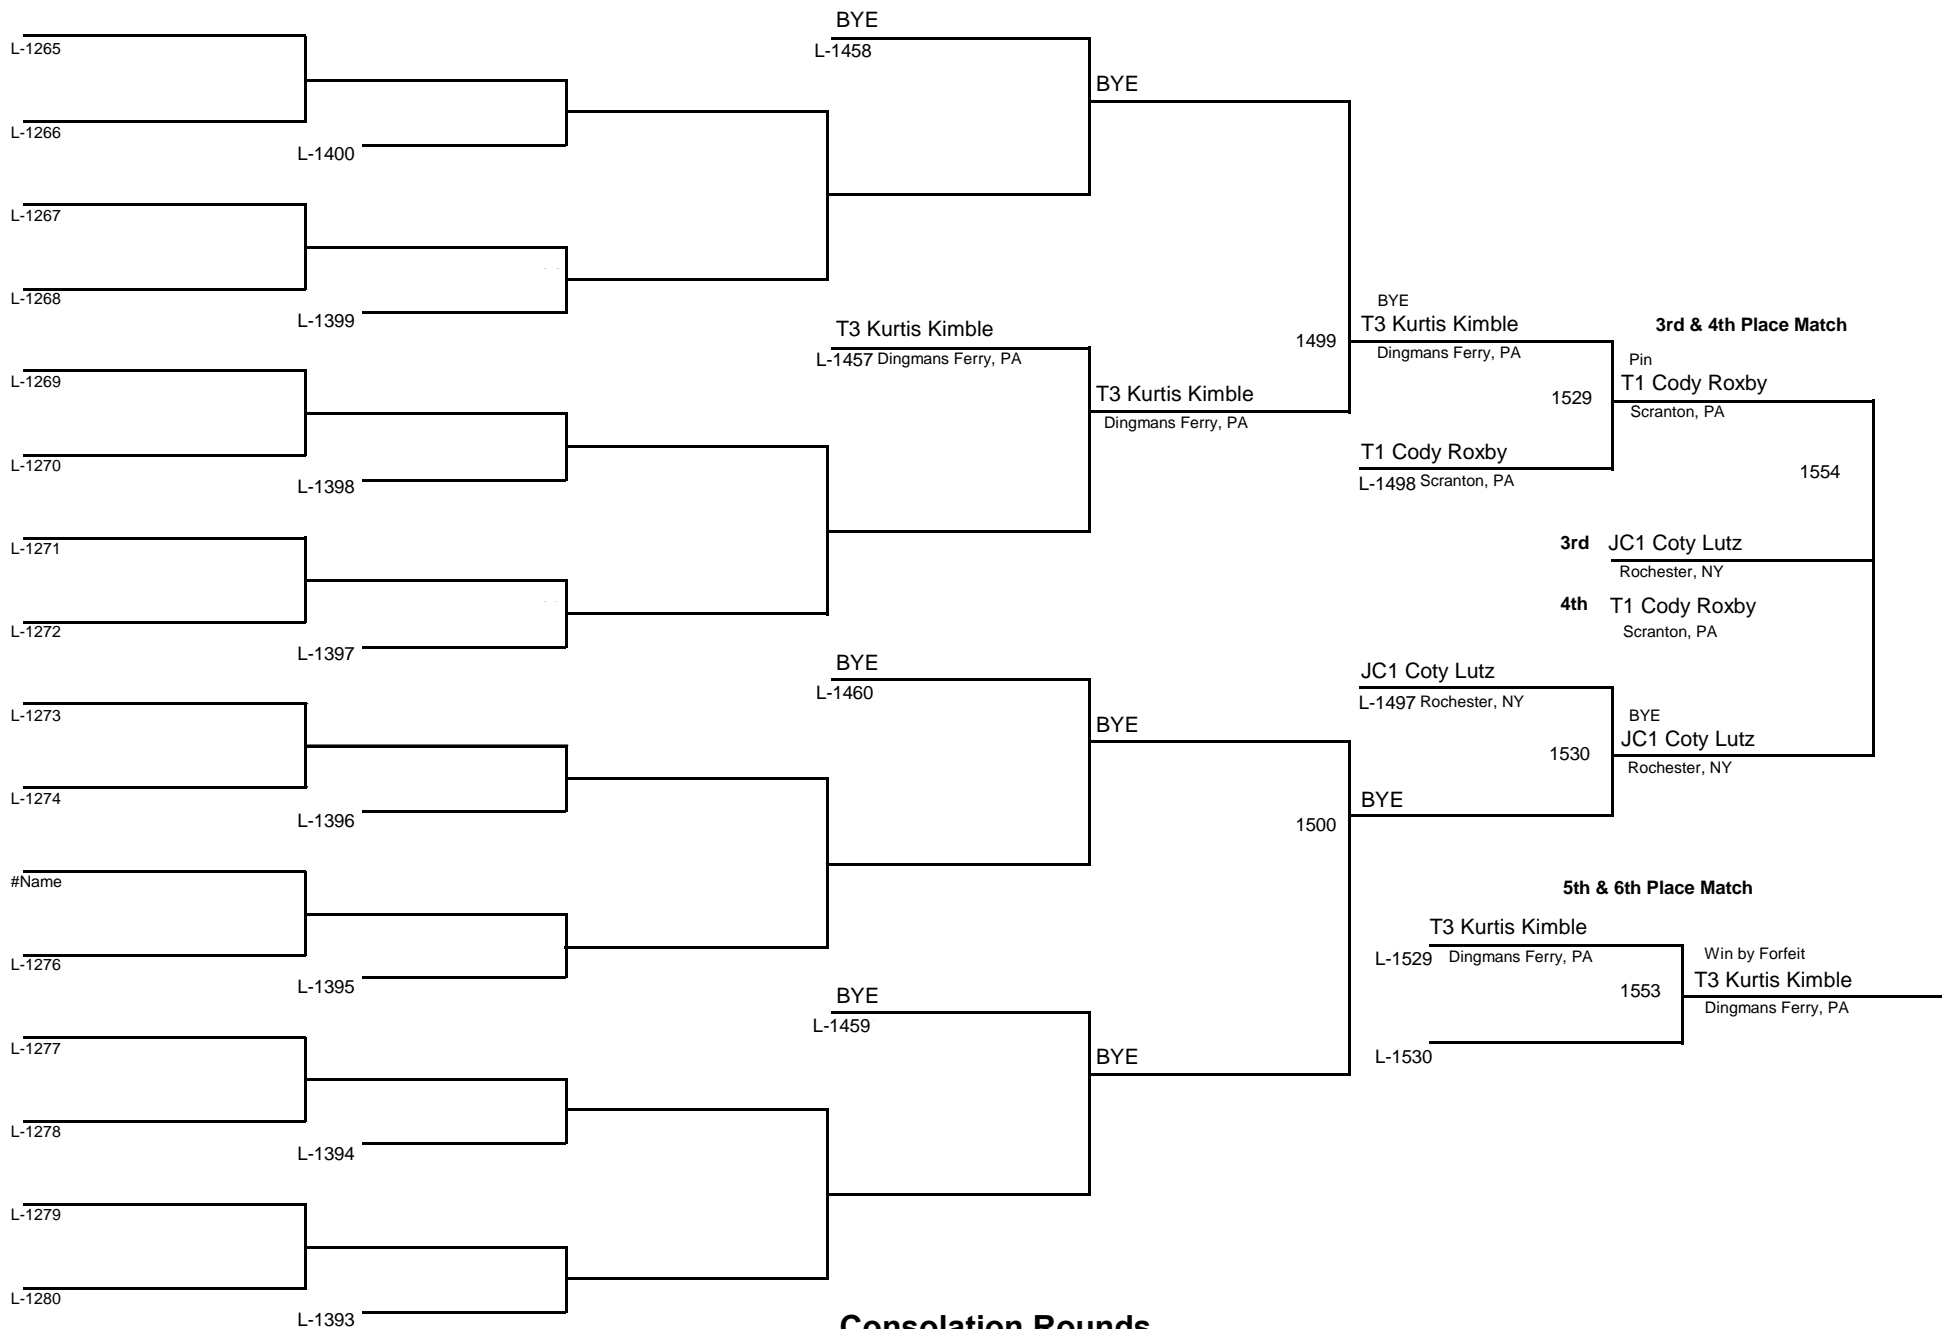 BYE
L-1265
L-1458
BYE
L-1266
L-1400
L-1267
L-1268
L-1399
BYE
T3 Kurtis Kimble
T3 Kurtis Kimble
3rd & 4th Place Match
1499
L-1457 Dingmans Ferry, PA
Dingmans Ferry, PA
Pin
L-1269
T1 Cody Roxby
T3 Kurtis Kimble
1529
Scranton, PA
Dingmans Ferry, PA
T1 Cody Roxby
L-1270
1554
L-1398
L-1498 Scranton, PA
3rd JC1 Coty Lutz
L-1271
Rochester, NY
4th T1 Cody Roxby
L-1272
Scranton, PA
L-1397
BYE
JC1 Coty Lutz
L-1460
L-1497 Rochester, NY
L-1273
BYE
BYE
JC1 Coty Lutz
1530
Rochester, NY
L-1274
BYE
L-1396
1500
#Name
5th & 6th Place Match
T3 Kurtis Kimble
L-1529 Dingmans Ferry, PA
Win by Forfeit
L-1276
T3 Kurtis Kimble
L-1395
1553
BYE
Dingmans Ferry, PA
L-1459
L-1277
BYE
L-1530
L-1278
L-1394
L-1279
L-1280
L-1393
Consolation Rounds